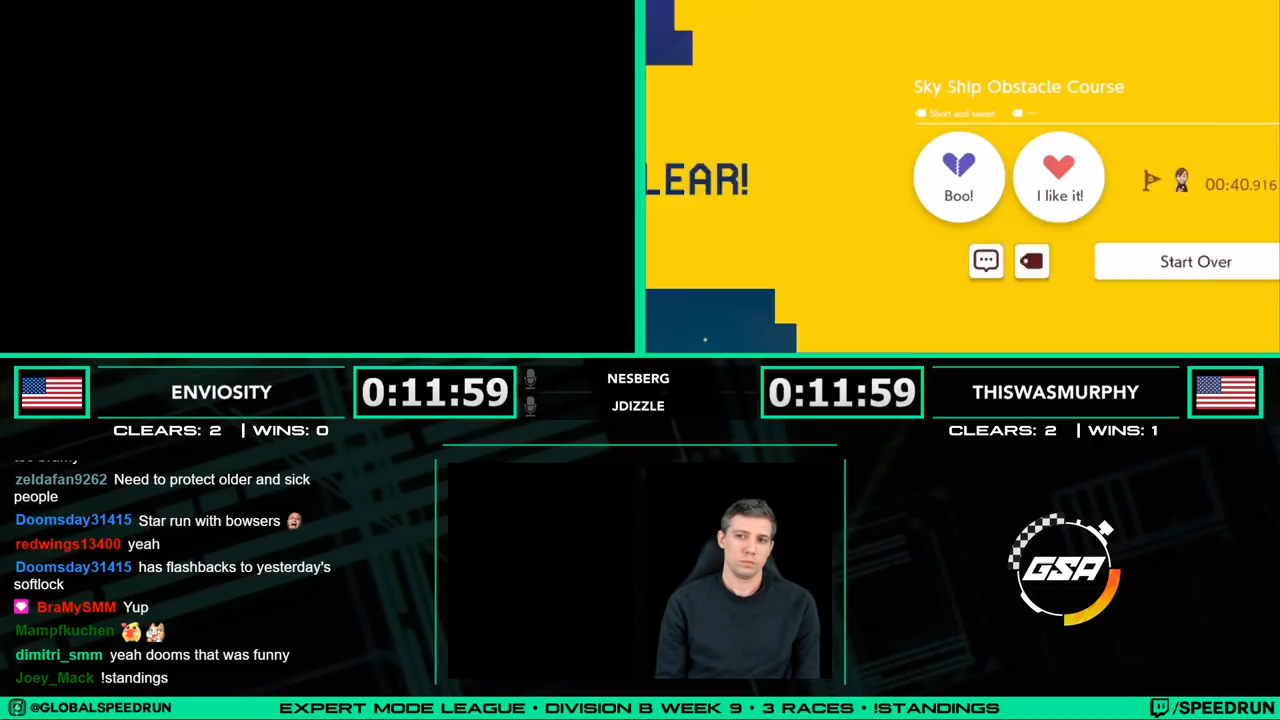 Sky Ship Obstacle Course
Short and sweet —
LEAR!
Boo!
I like it!
00:40.916
Start Over
ENVIOSITY
0:11:59
NESBERG
JDIZZLE
0:11:59
THISWASMURPHY
CLEARS: 2 | WINS: 0
CLEARS: 2 | WINS: 1
zeldafan9262 Need to protect older and sick
people
Doomsday31415 Star run with bowsers
redwings13400 yeah
Doomsday31415 has flashbacks to yesterday's
softlock
BraMySMM Yup
Mampfkuchen
dimitri_smm yeah dooms that was funny
Joey_Mack !standings
GSA
@GLOBALSPEEDRUN
EXPERT MODE LEAGUE • DIVISION B WEEK 9 • 3 RACES • !STANDINGS
/SPEEDRUN